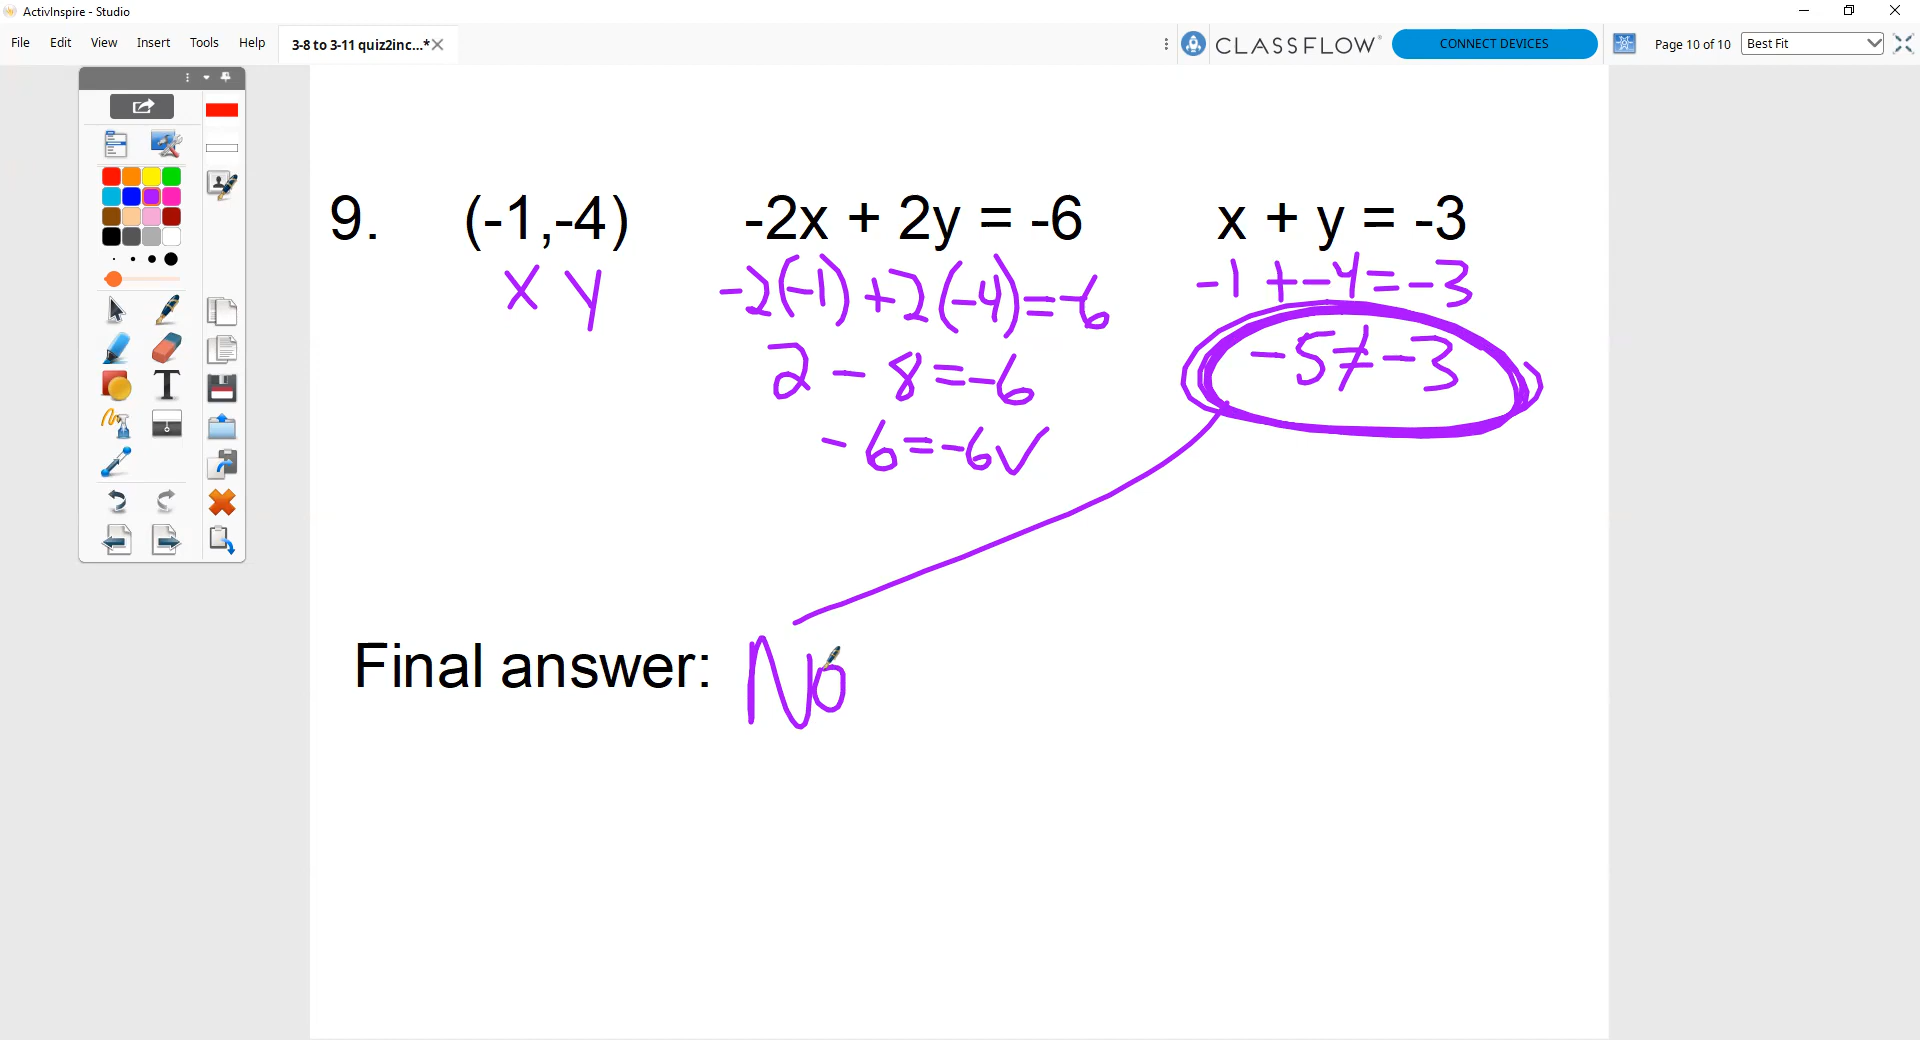 ActivInspire - Studio
File Edit View Insert Tools Help 3-8 to 3-11 quiz2inc...* CLASSFLOW CONNECT DEVICES Page 10 of 10 Best Fit
9. (-1,-4) -2x + 2y = -6 x + y = -3
x y -2(-1)+2(-4)=-6 -1+-4=-3
2-8=-6 -5≠-3
-6=-6✓
Final answer: No
T